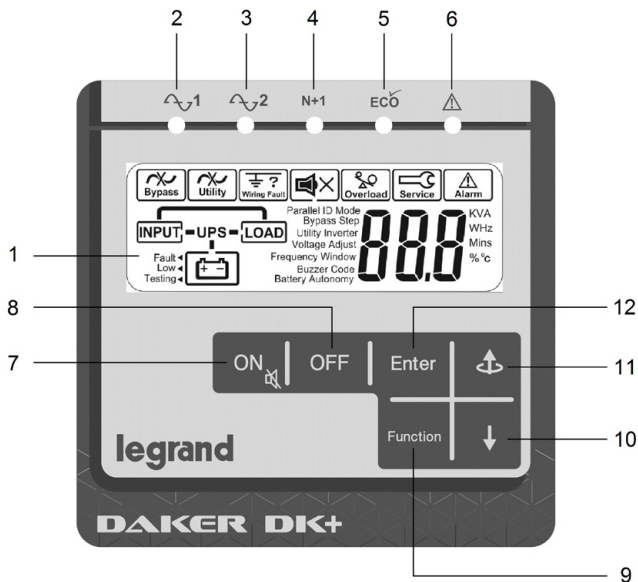 2 3 4 5 6
1 2 N+1 ECO
Bypass Utility Wiring Fault Overload Service Alarm
INPUT UPS LOAD
Parallel ID Mode
Bypass Step
Utility Inverter
Voltage Adjust
Frequency Window
Buzzer Code
Battery Autonomy
88.8
KVA
WHz
Mins
%°c
1
Fault
Low
Testing
+ −
8
12
7
ON OFF Enter
11
Function
10
legrand
DAKER DK+
9